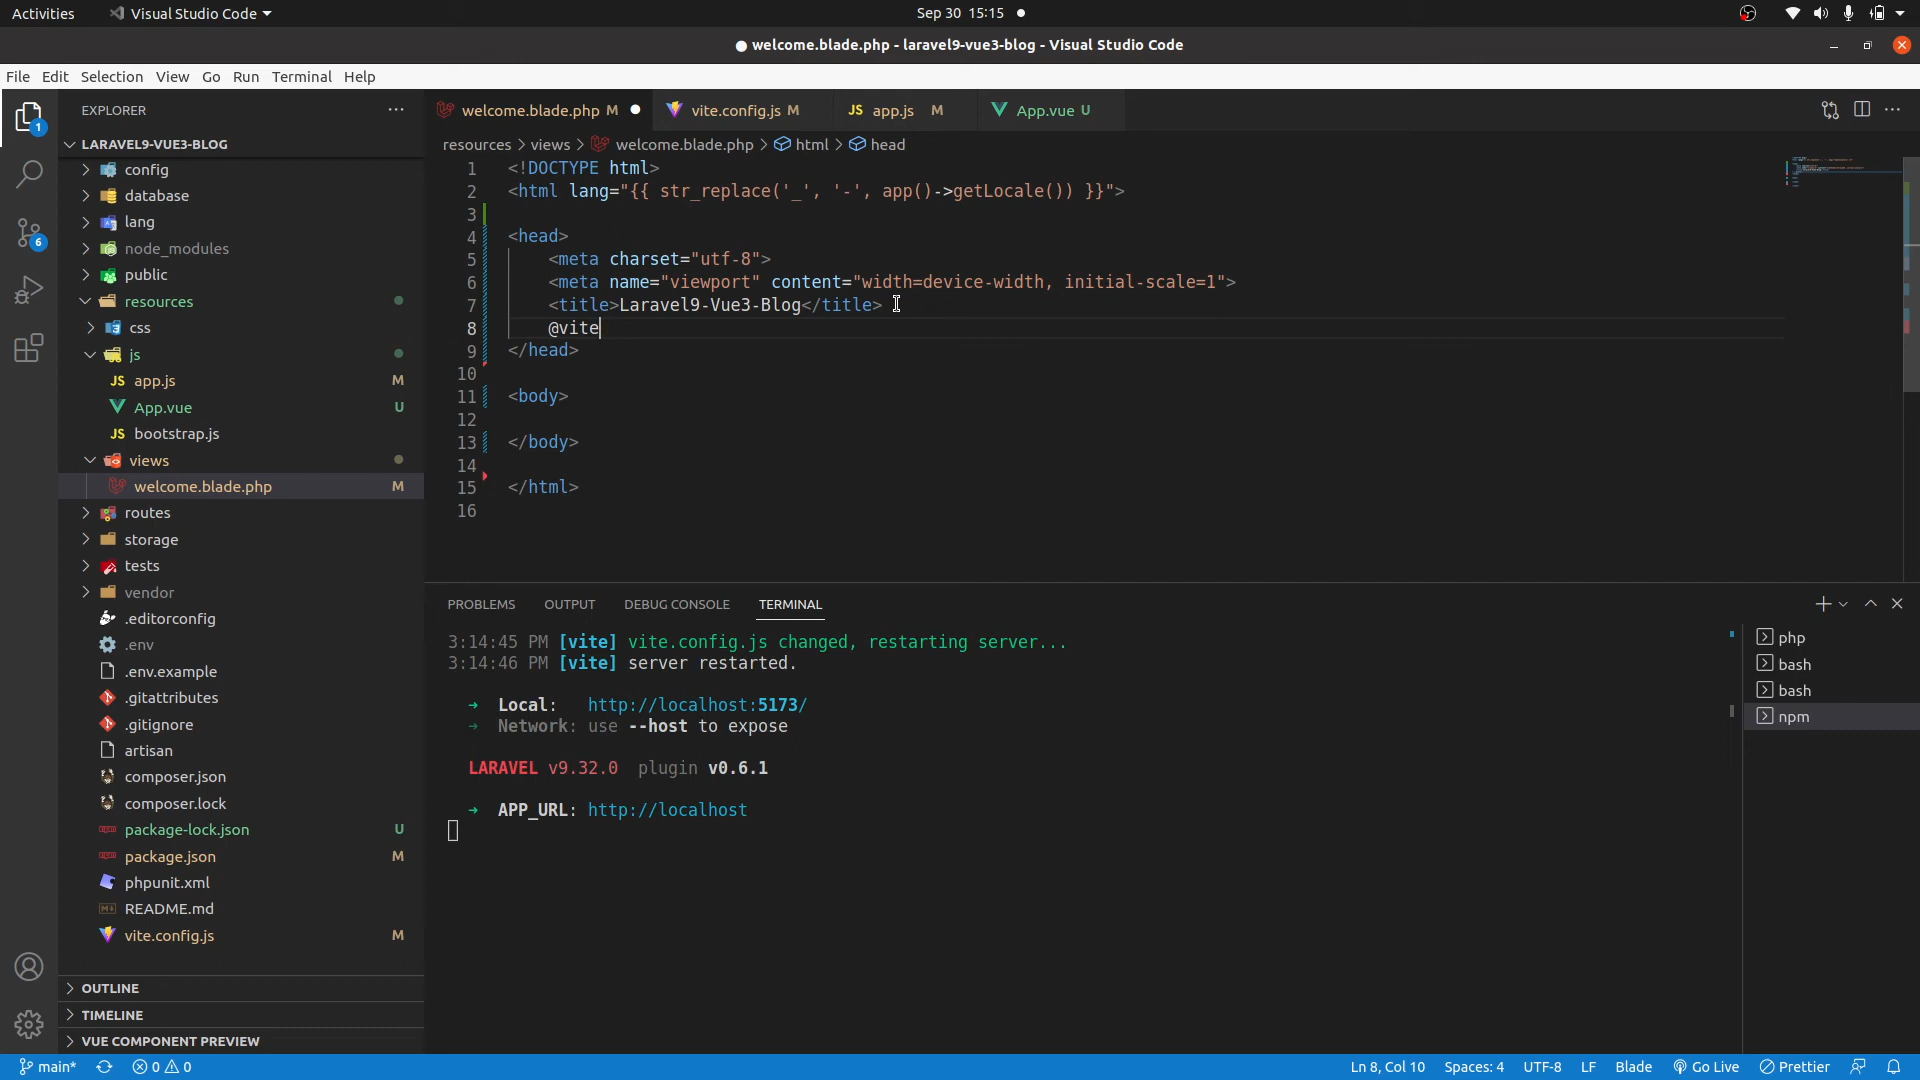 Activities
Visual Studio Code
Sep 30 15:15
welcome.blade.php - laravel9-vue3-blog - Visual Studio Code
File Edit Selection View Go Run Terminal Help
EXPLORER
welcome.blade.php M
vite.config.js M
JS app.js M
App.vue U
1
LARAVEL9-VUE3-BLOG
resources > views > welcome.blade.php > html > head
config
database
lang
node_modules
public
resources
css
js
JS app.js M
App.vue U
JS bootstrap.js
views
welcome.blade.php M
routes
storage
tests
vendor
.editorconfig
.env
.env.example
.gitattributes
.gitignore
artisan
composer.json
composer.lock
package-lock.json U
package.json M
phpunit.xml
README.md
vite.config.js M
OUTLINE
TIMELINE
VUE COMPONENT PREVIEW
6
1 <!DOCTYPE html>
2 <html lang="{{ str_replace('_', '-', app()->getLocale()) }}">
3
4 <head>
5 <meta charset="utf-8">
6 <meta name="viewport" content="width=device-width, initial-scale=1">
7 <title>Laravel9-Vue3-Blog</title>
8 @vite
9 </head>
10
11 <body>
12
13 </body>
14
15 </html>
16
PROBLEMS OUTPUT DEBUG CONSOLE TERMINAL
3:14:45 PM [vite] vite.config.js changed, restarting server...
3:14:46 PM [vite] server restarted.
➜ Local: http://localhost:5173/
➜ Network: use --host to expose
LARAVEL v9.32.0 plugin v0.6.1
➜ APP_URL: http://localhost
php
bash
bash
npm
main* 0 0 Ln 8, Col 10 Spaces: 4 UTF-8 LF Blade Go Live Prettier